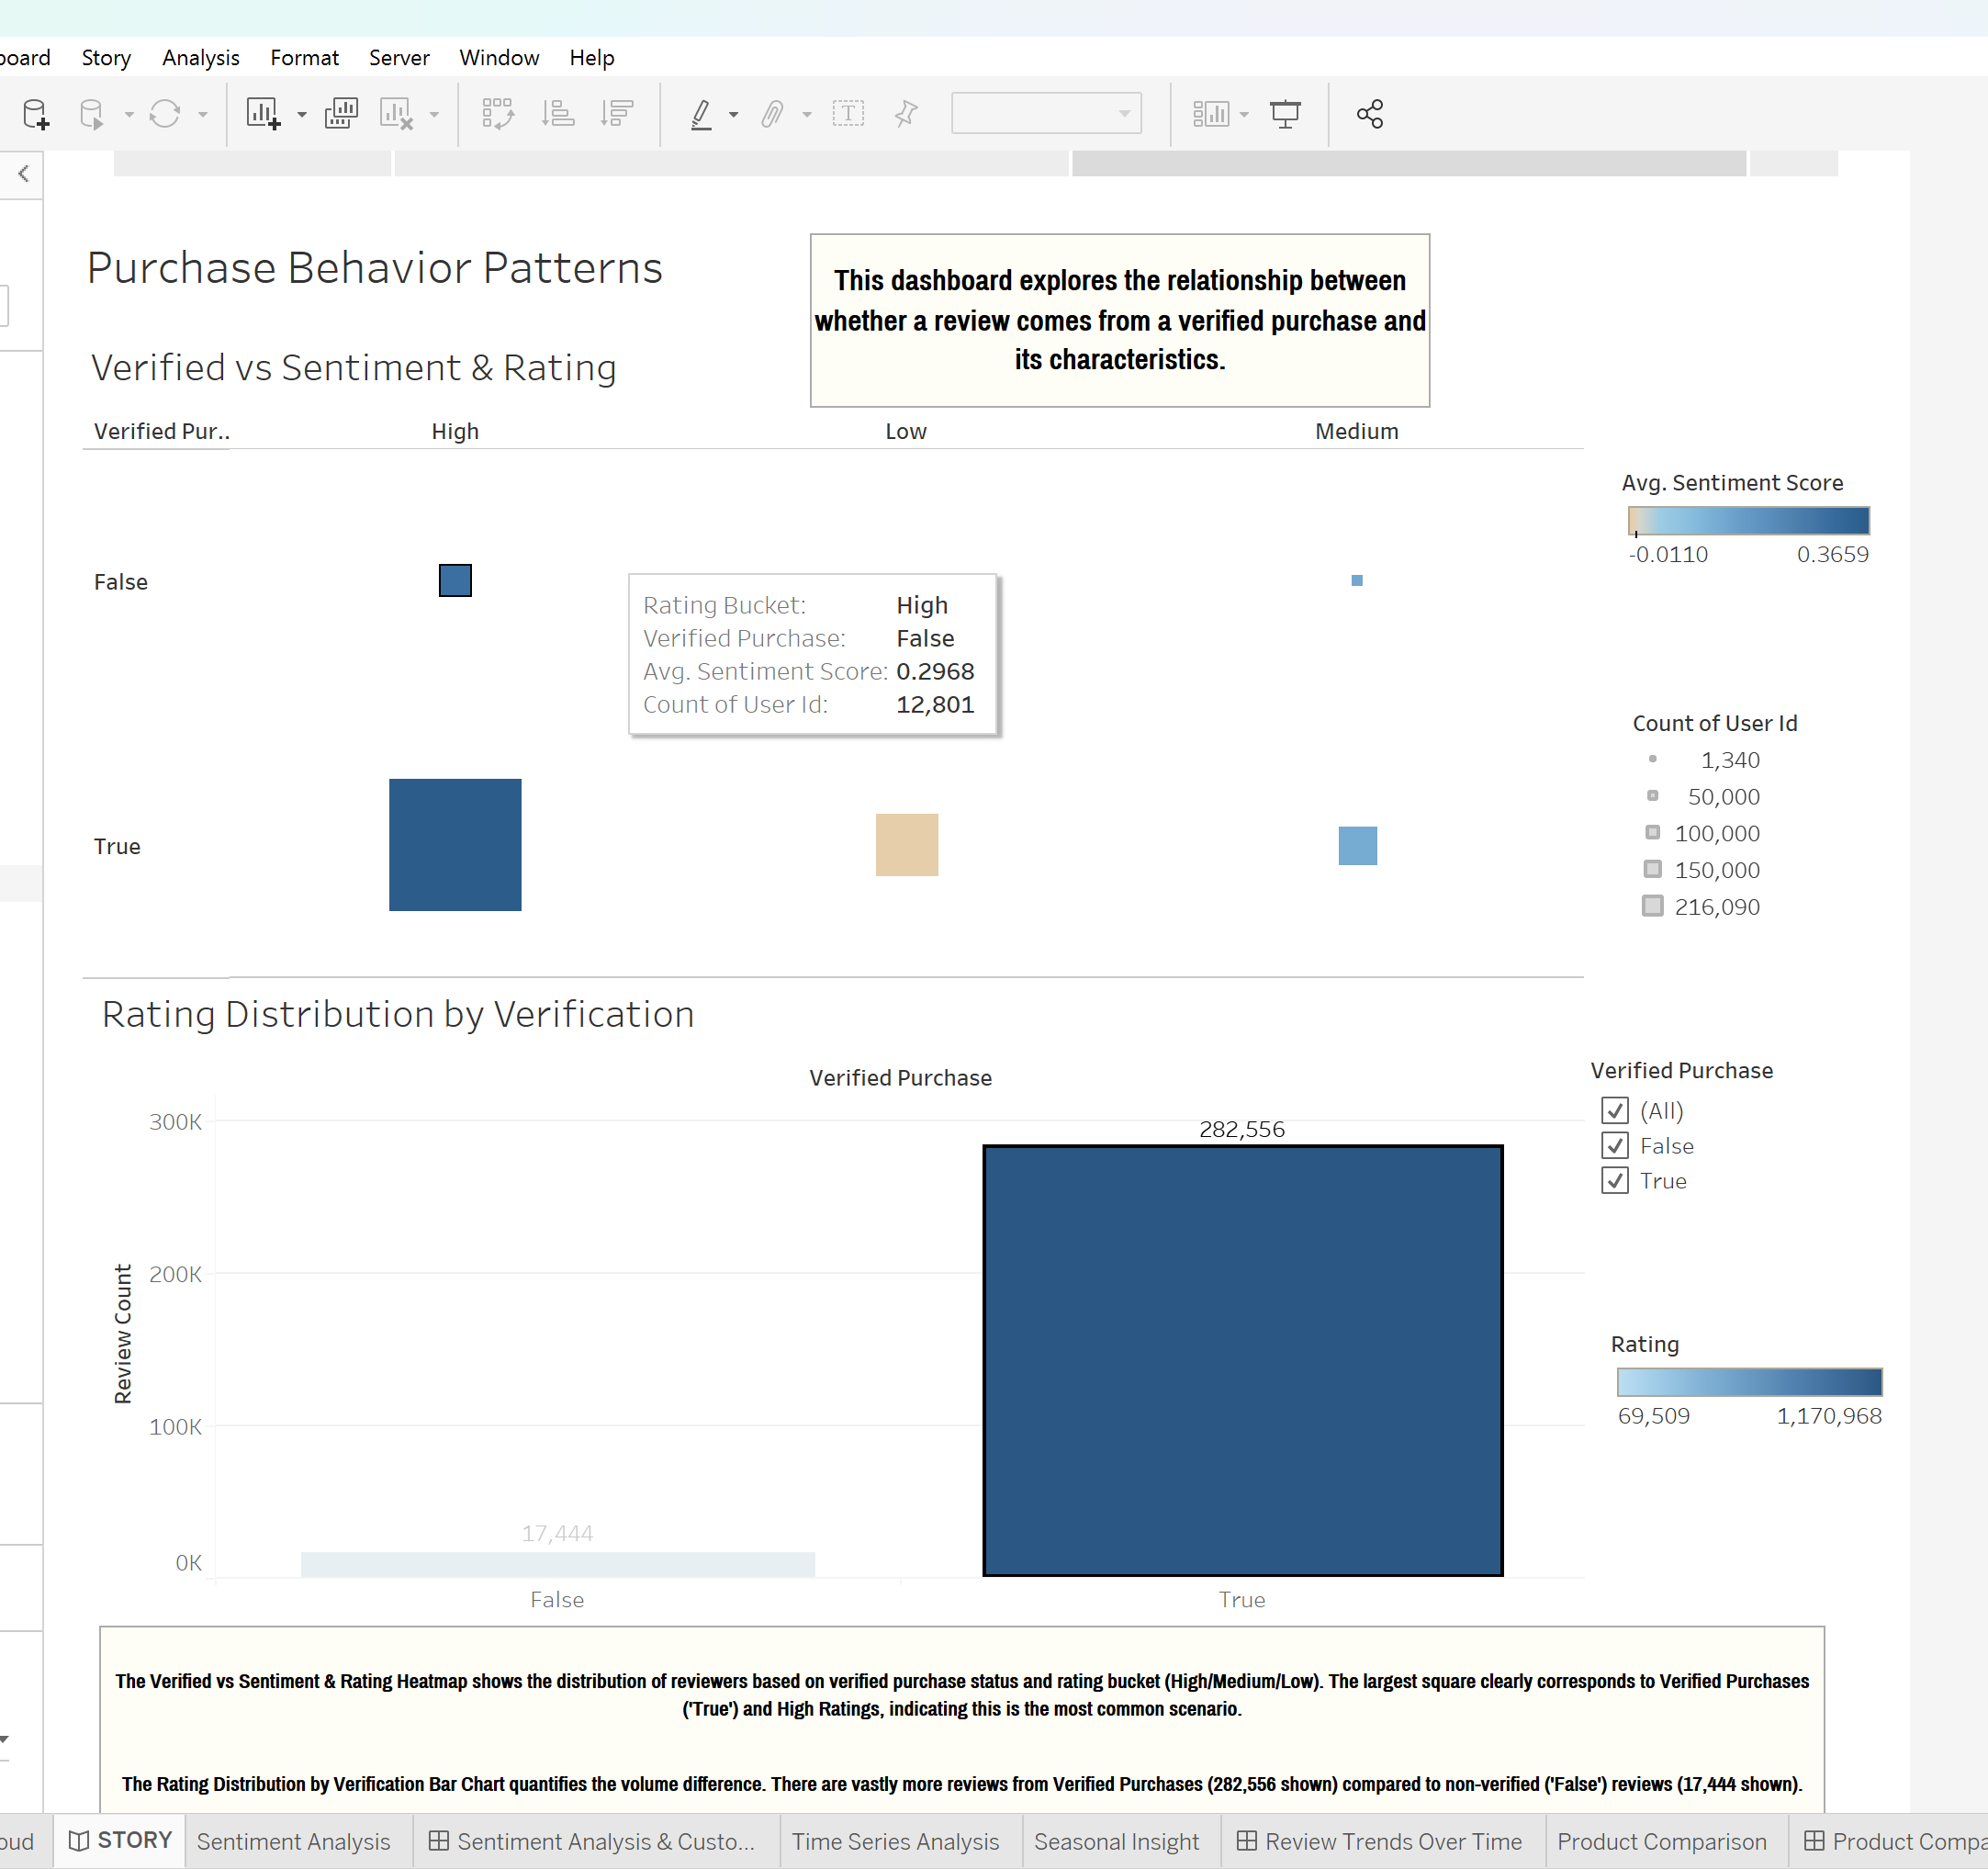 board Story Analysis Format Server Window Help
Purchase Behavior Patterns
This dashboard explores the relationship between
whether a review comes from a verified purchase and
its characteristics.
Verified vs Sentiment & Rating
Verified Pur.. High Low Medium
Avg. Sentiment Score
-0.0110 0.3659
False
Rating Bucket: High
Verified Purchase: False
Avg. Sentiment Score: 0.2968
Count of User Id: 12,801
Count of User Id
1,340
50,000
100,000
150,000
216,090
True
Rating Distribution by Verification
Verified Purchase
300K
200K
100K
0K
Review Count
282,556
17,444
False True
Verified Purchase
(All)
False
True
Rating
69,509 1,170,968
The Verified vs Sentiment & Rating Heatmap shows the distribution of reviewers based on verified purchase status and rating bucket (High/Medium/Low). The largest square clearly corresponds to Verified Purchases
('True') and High Ratings, indicating this is the most common scenario.
The Rating Distribution by Verification Bar Chart quantifies the volume difference. There are vastly more reviews from Verified Purchases (282,556 shown) compared to non-verified ('False') reviews (17,444 shown).
oud STORY Sentiment Analysis Sentiment Analysis & Custo... Time Series Analysis Seasonal Insight Review Trends Over Time Product Comparison Product Compa